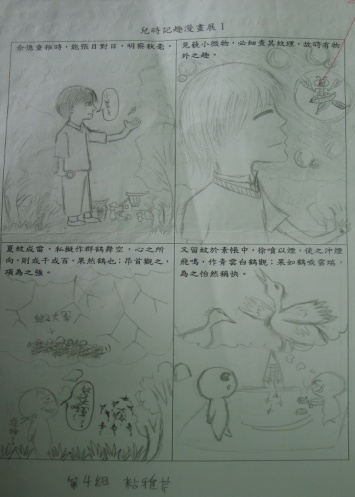 兒時記趣漫畫展 I
余憶童稚時，能張目對日，明察秋毫。
見藐小微物，必細查其紋理，故時有物
外之趣。
夏蚊成雷，私擬作群鶴舞空，心之所
向，則或千或百，果然鶴也；昂首觀之，
項為之強。
又留蚊於素帳中，徐噴以煙，使之沖煙
飛鳴，作青雲白鶴觀；果如鶴唳雲端，
為之怡然稱快。
第4組